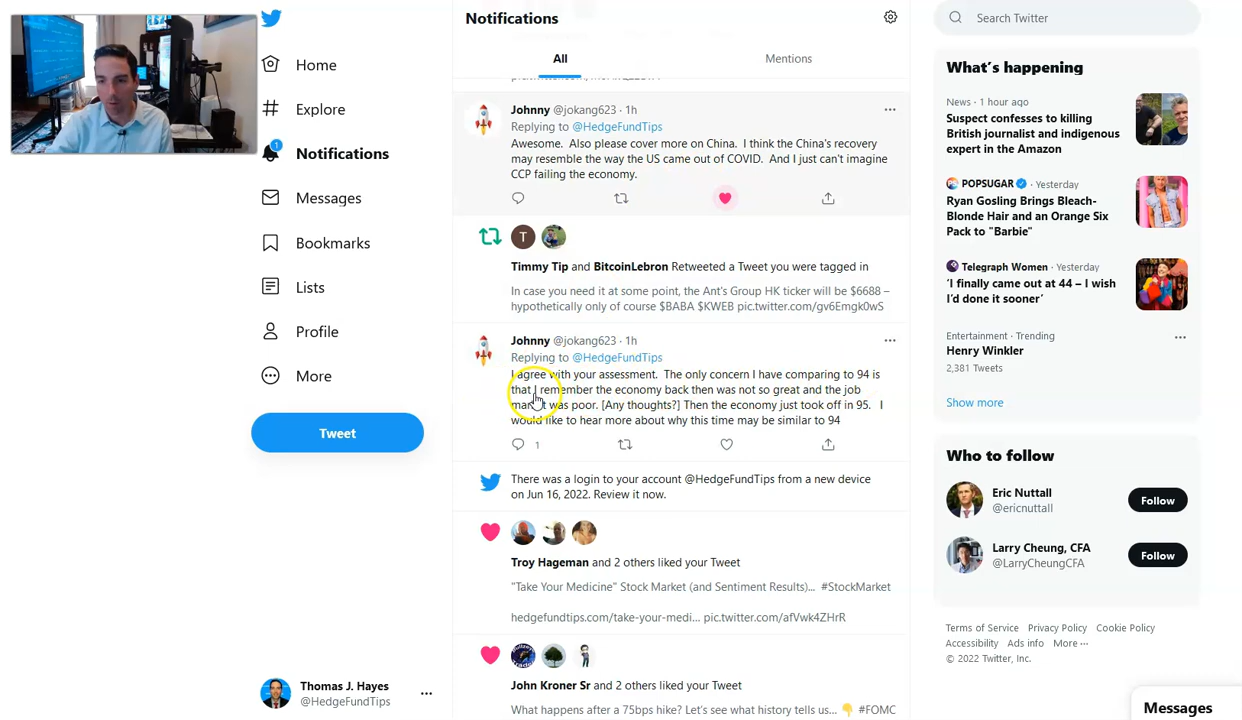 Home
Explore
1
Notifications
Messages
Bookmarks
Lists
Profile
More
Tweet
Thomas J. Hayes
@HedgeFundTips
Notifications
All
Mentions
Johnny @jokang623 · 1h
Replying to @HedgeFundTips
Awesome. Also please cover more on China. I think the China's recovery
may resemble the way the US came out of COVID. And I just can't imagine
CCP failing the economy.
T
Timmy Tip and BitcoinLebron Retweeted a Tweet you were tagged in
In case you need it at some point, the Ant's Group HK ticker will be $6688 –
hypothetically only of course $BABA $KWEB pic.twitter.com/gv6Emgk0wS
Johnny @jokang623 · 1h
Replying to @HedgeFundTips
I agree with your assessment. The only concern I have comparing to 94 is
that I remember the economy back then was not so great and the job
market was poor. [Any thoughts?] Then the economy just took off in 95. I
would like to hear more about why this time may be similar to 94
1
There was a login to your account @HedgeFundTips from a new device
on Jun 16, 2022. Review it now.
Troy Hageman and 2 others liked your Tweet
"Take Your Medicine" Stock Market (and Sentiment Results)... #StockMarket
hedgefundtips.com/take-your-medi... pic.twitter.com/afVwk4ZHrR
John Kroner Sr and 2 others liked your Tweet
What happens after a 75bps hike? Let's see what history tells us... 👇 #FOMC
Search Twitter
What's happening
News · 1 hour ago
Suspect confesses to killing
British journalist and indigenous
expert in the Amazon
POPSUGAR · Yesterday
Ryan Gosling Brings Bleach-
Blonde Hair and an Orange Six
Pack to "Barbie"
Telegraph Women · Yesterday
'I finally came out at 44 – I wish
I'd done it sooner'
Entertainment · Trending
Henry Winkler
2,381 Tweets
Show more
Who to follow
Eric Nuttall
@ericnuttall
Follow
Larry Cheung, CFA
@LarryCheungCFA
Follow
Terms of Service Privacy Policy Cookie Policy
Accessibility Ads info More ···
© 2022 Twitter, Inc.
Messages